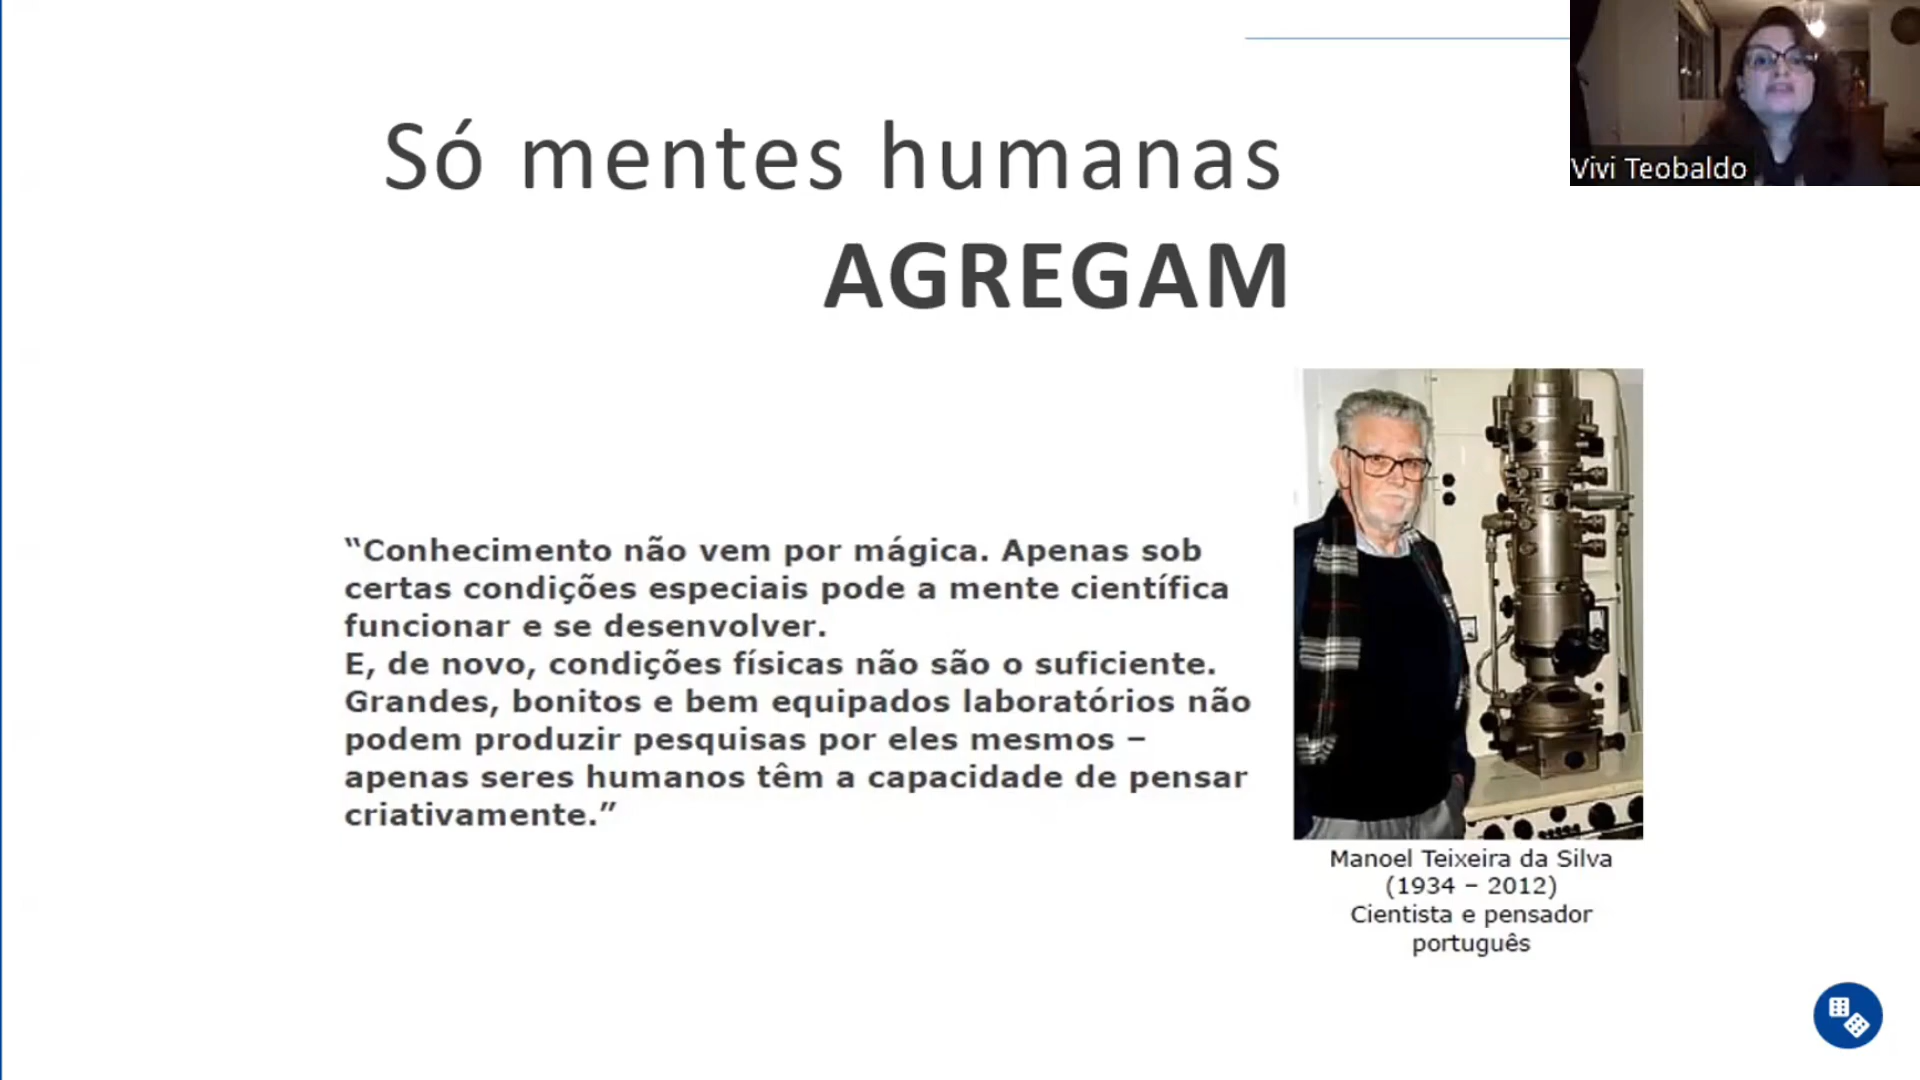 Só mentes humanas
AGREGAM
Vivi Teobaldo
“Conhecimento não vem por mágica. Apenas sob
certas condições especiais pode a mente científica
funcionar e se desenvolver.
E, de novo, condições físicas não são o suficiente.
Grandes, bonitos e bem equipados laboratórios não
podem produzir pesquisas por eles mesmos –
apenas seres humanos têm a capacidade de pensar
criativamente.”
Manoel Teixeira da Silva
(1934 – 2012)
Cientista e pensador
português